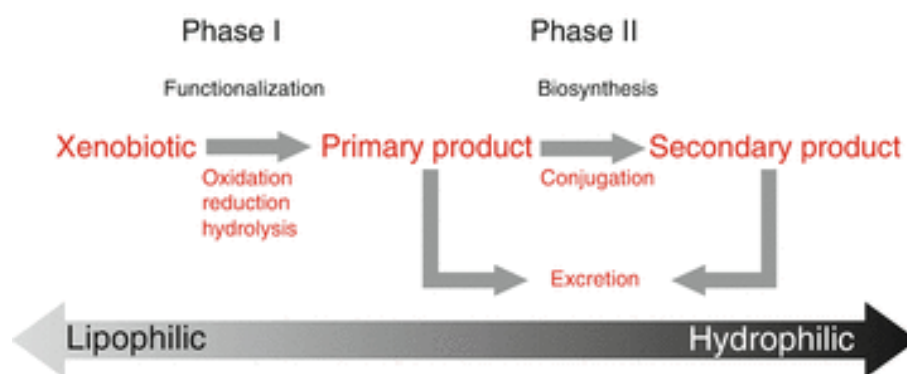 Phase I
Phase II
Functionalization
Biosynthesis
Xenobiotic
Primary product
Secondary product
Oxidation
reduction
hydrolysis
Conjugation
Excretion
Lipophilic
Hydrophilic